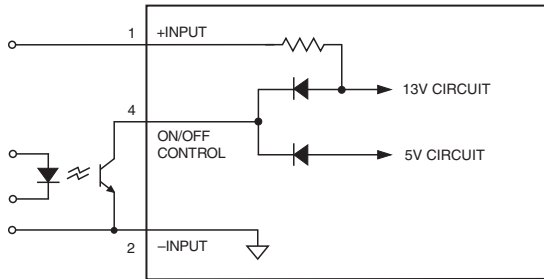 1 +INPUT
13V CIRCUIT
4
ON/OFF
CONTROL
5V CIRCUIT
2 –INPUT